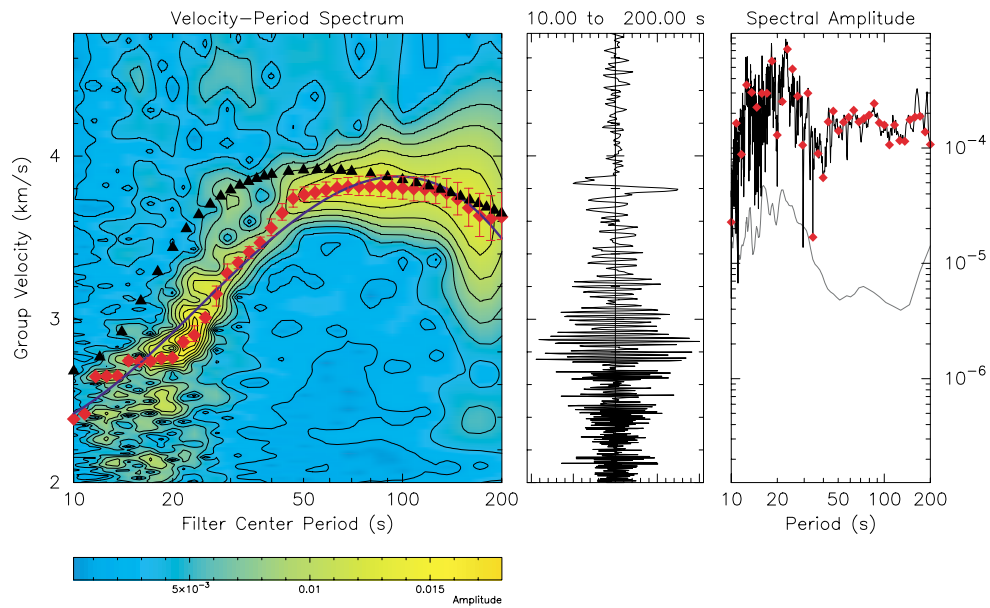 Velocity-Period Spectrum
10.00 to 200.00 s
Spectral Amplitude
Group Velocity (km/s)
4
3
2
10 20 50 100 200
Filter Center Period (s)
10⁻⁴
10⁻⁵
10⁻⁶
10 20 50 100 200
Period (s)
5×10⁻³ 0.01 0.015
Amplitude